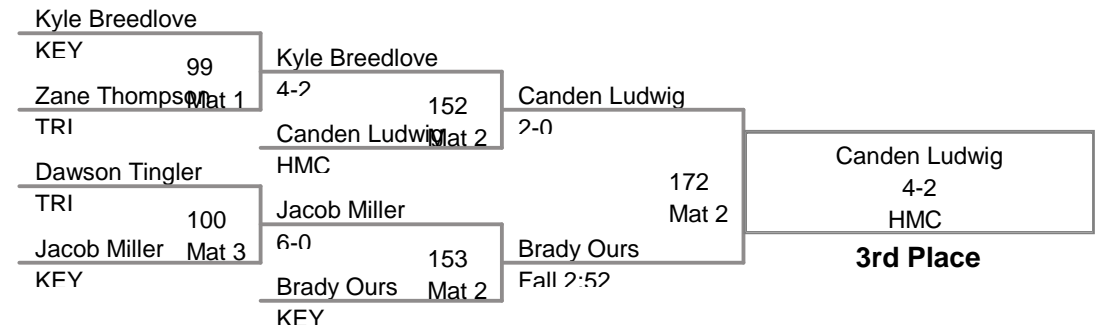 Kyle Breedlove
KEY
99
Mat 1
Zane Thompson
TRI
Dawson Tingler
TRI
100
Mat 3
Jacob Miller
KEY
Kyle Breedlove
4-2
152
Mat 2
Canden Ludwig
HMC
Jacob Miller
6-0
153
Mat 2
Brady Ours
KEY
Canden Ludwig
2-0
172
Mat 2
Brady Ours
Fall 2:52
Canden Ludwig
4-2
HMC
3rd Place